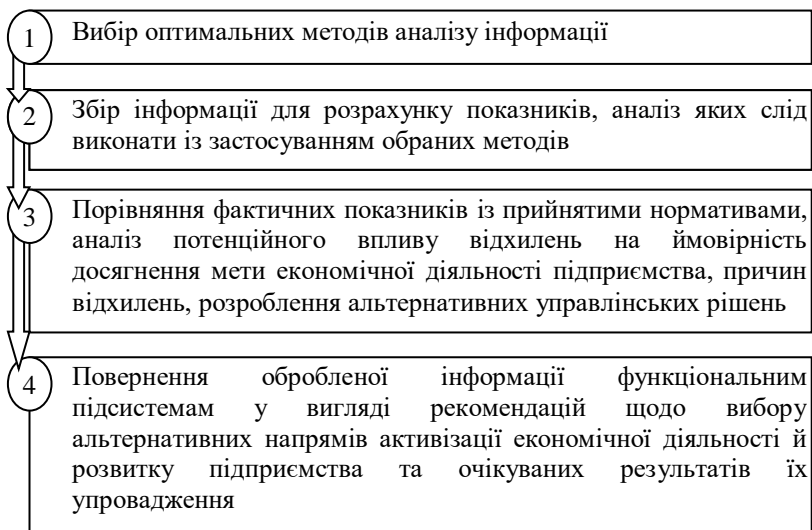 1 Вибір оптимальних методів аналізу інформації
2 Збір інформації для розрахунку показників, аналіз яких слід
виконати із застосуванням обраних методів
3 Порівняння фактичних показників із прийнятими нормативами,
аналіз потенційного впливу відхилень на ймовірність
досягнення мети економічної діяльності підприємства, причин
відхилень, розроблення альтернативних управлінських рішень
4 Повернення обробленої інформації функціональним
підсистемам у вигляді рекомендацій щодо вибору
альтернативних напрямів активізації економічної діяльності й
розвитку підприємства та очікуваних результатів їх
упровадження